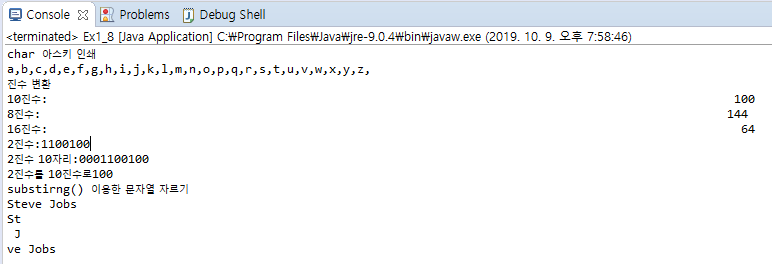 Console Problems Debug Shell
<terminated> Ex1_8 [Java Application] C:₩Program Files₩Java₩jre-9.0.4₩bin₩javaw.exe (2019. 10. 9. 오후 7:58:46)
char 아스키 인쇄
a,b,c,d,e,f,g,h,i,j,k,l,m,n,o,p,q,r,s,t,u,v,w,x,y,z,
진수 변환
10진수: 100
8진수: 144
16진수: 64
2진수:1100100
2진수 10자리:0001100100
2진수를 10진수로100
substirng() 이용한 문자열 자르기
Steve Jobs
St
J
ve Jobs